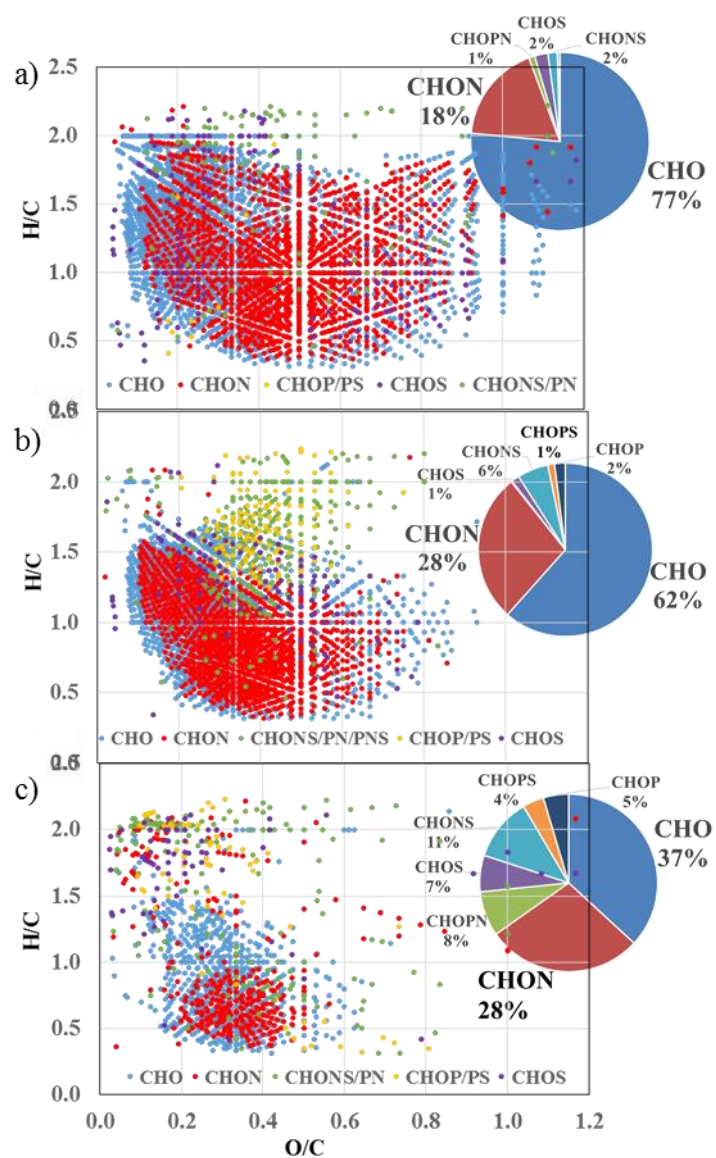 a)
CHOPN
1%
CHOS
2%
CHONS
2%
CHON
18%
CHO
77%
2.5
2.0
1.5
1.0
0.5
H/C
CHO CHON CHOP/PS CHOS CHONS/PN
b)
CHOPS
1%
CHONS
6%
CHOP
2%
CHOS
1%
CHON
28%
CHO
62%
2.0
1.5
1.0
0.5
H/C
CHO CHON CHONS/PN/PNS CHOP/PS CHOS
c)
CHOPS
4%
CHOP
5%
CHONS
11%
CHO
37%
CHOS
7%
CHOPN
8%
CHON
28%
2.0
1.5
1.0
0.5
0.0
H/C
CHO CHON CHONS/PN CHOP/PS CHOS
0.0 0.2 0.4 0.6 0.8 1.0 1.2
O/C